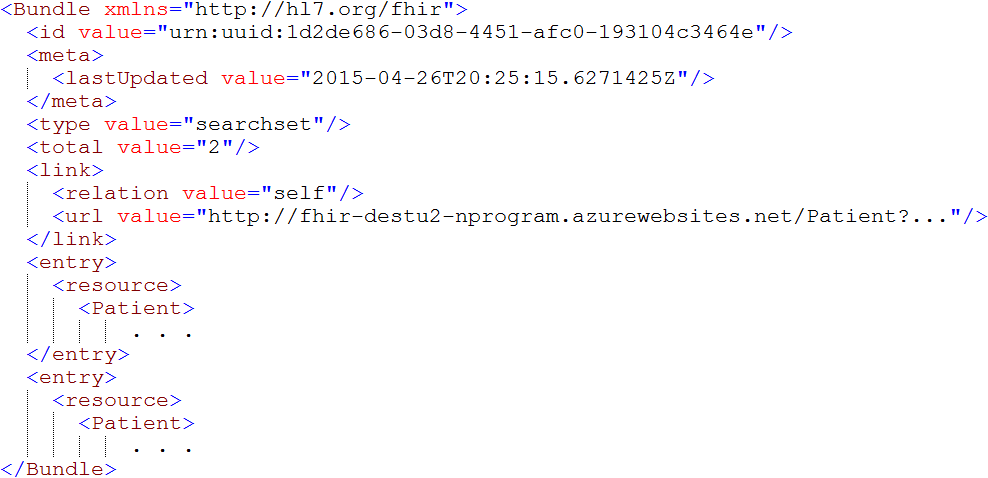 <Bundle xmlns="http://hl7.org/fhir">
<id value="urn:uuid:1d2de686-03d8-4451-afc0-193104c3464e"/>
<meta>
<lastUpdated value="2015-04-26T20:25:15.6271425Z"/>
</meta>
<type value="searchset"/>
<total value="2"/>
<link>
<relation value="self"/>
<url value="http://fhir-destu2-nprogram.azurewebsites.net/Patient?..."/>
</link>
<entry>
<resource>
<Patient>
. . .
</entry>
<entry>
<resource>
<Patient>
. . .
</Bundle>